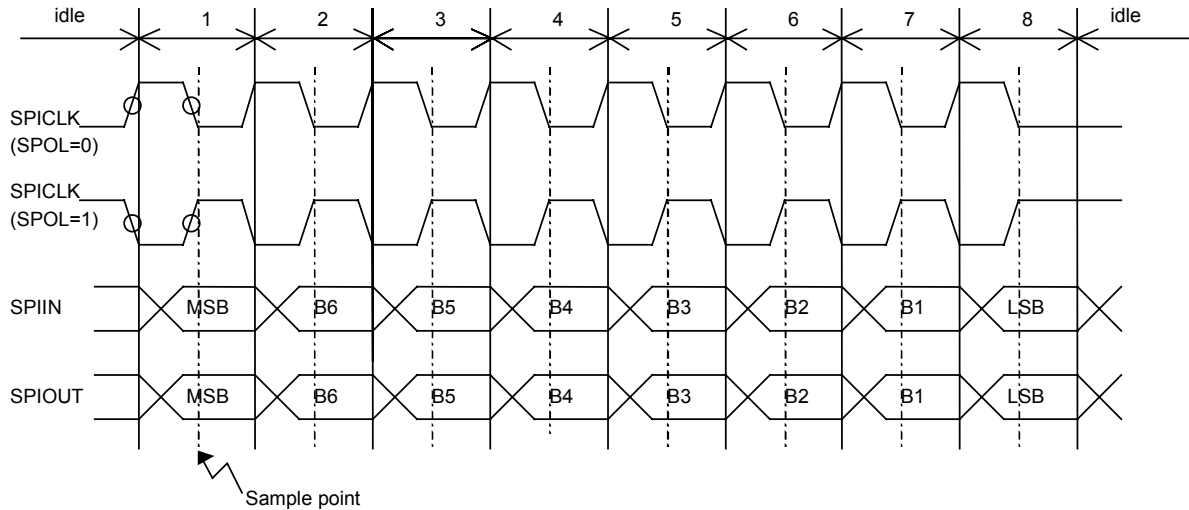 idle 1 2 3 4 5 6 7 8 idle
SPICLK
(SPOL=0)
SPICLK
(SPOL=1)
SPIIN MSB B6 B5 B4 B3 B2 B1 LSB
SPIOUT MSB B6 B5 B4 B3 B2 B1 LSB
Sample point